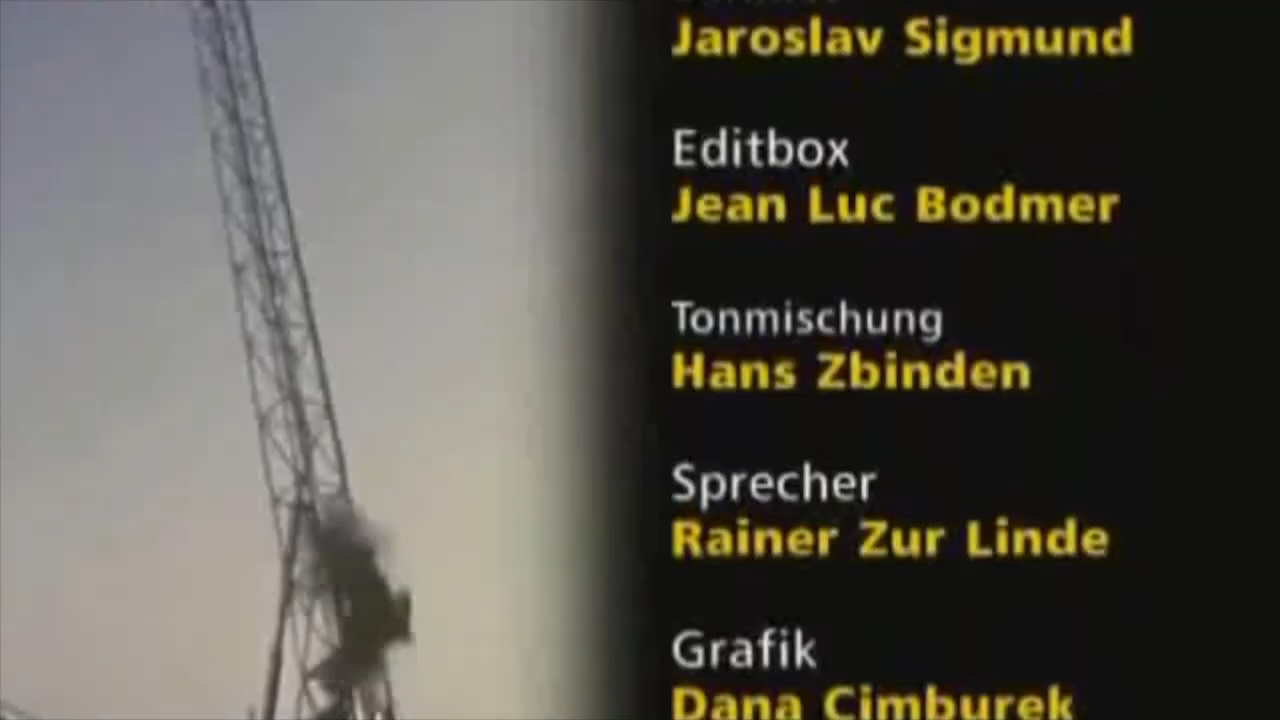 Jaroslav Sigmund
Editbox
Jean Luc Bodmer
Tonmischung
Hans Zbinden
Sprecher
Rainer Zur Linde
Grafik
Dana Cimburek